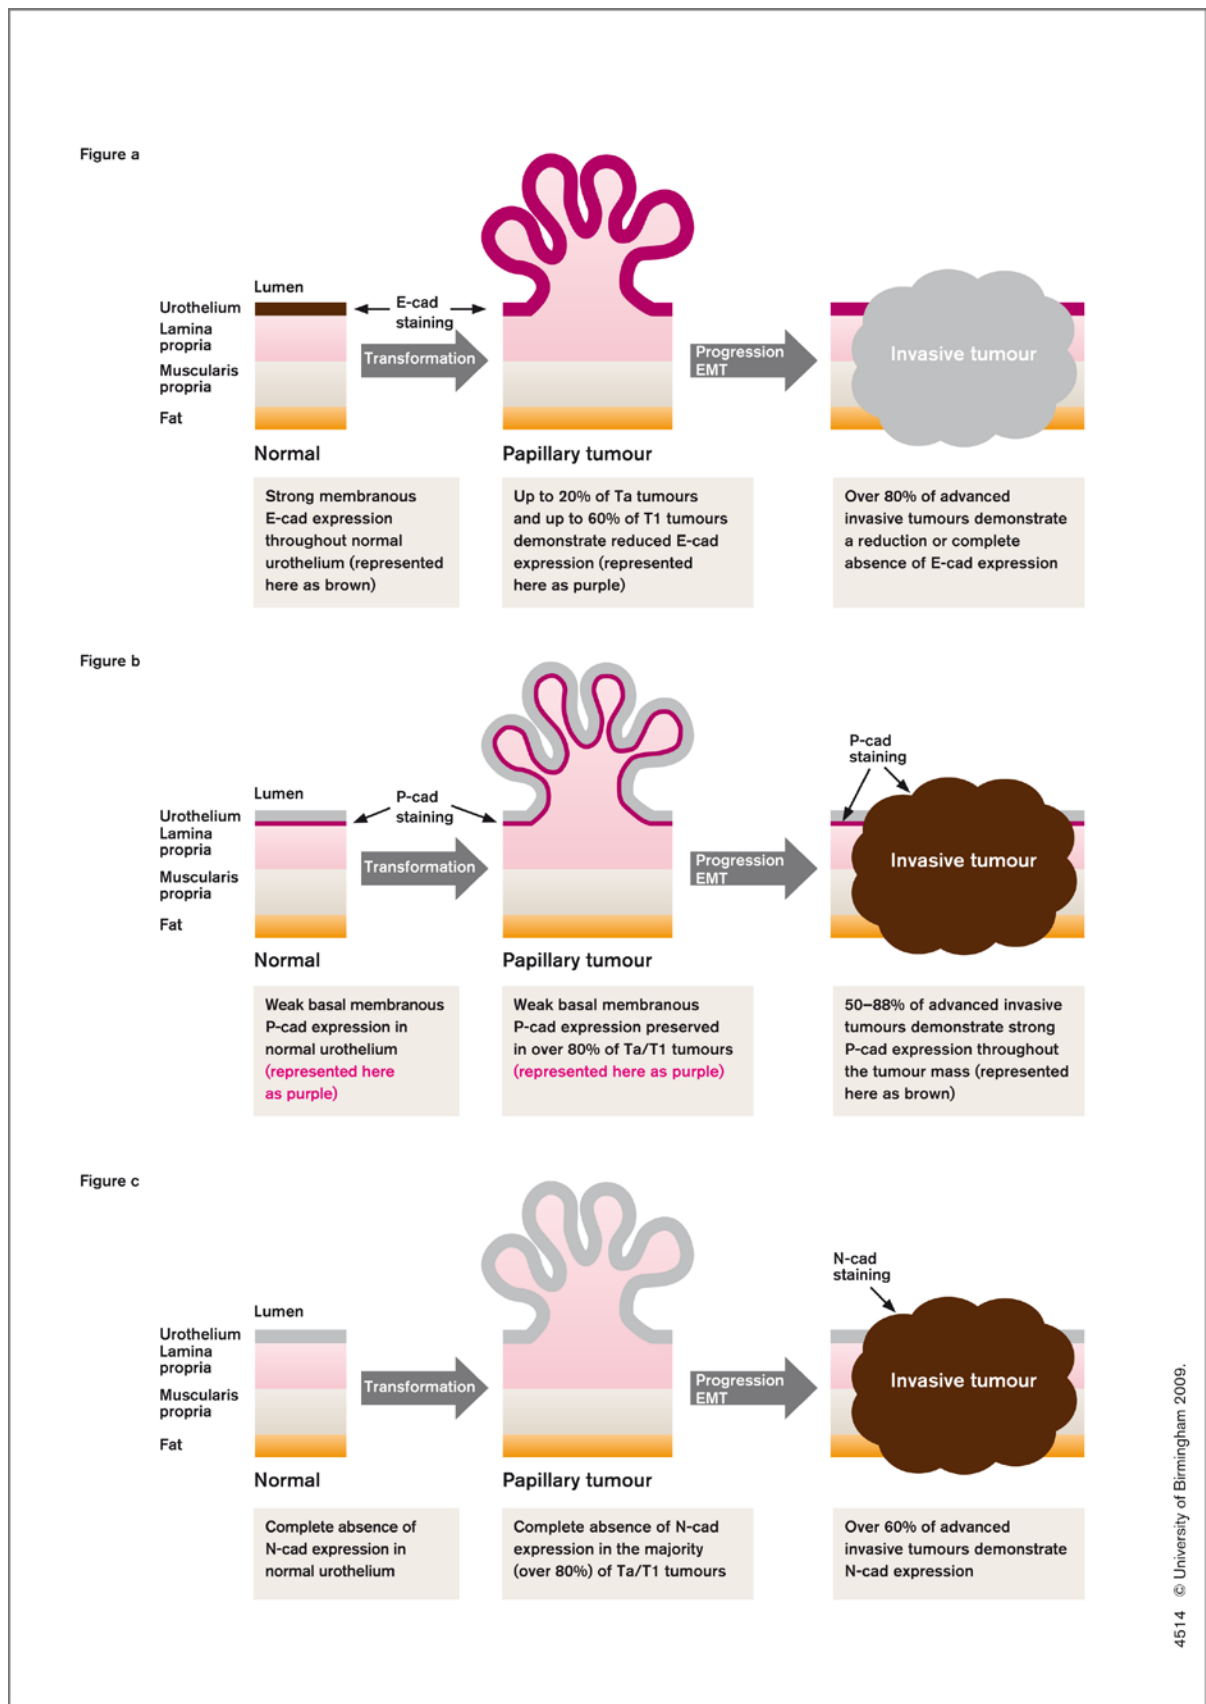 Figure a
Lumen
Urothelium
Lamina
propria
Muscularis
propria
Fat
E-cad
staining
Transformation
Progression
EMT
Invasive tumour
Normal
Papillary tumour
Strong membranous
E-cad expression
throughout normal
urothelium (represented
here as brown)
Up to 20% of Ta tumours
and up to 60% of T1 tumours
demonstrate reduced E-cad
expression (represented
here as purple)
Over 80% of advanced
invasive tumours demonstrate
a reduction or complete
absence of E-cad expression
Figure b
Lumen
Urothelium
Lamina
propria
Muscularis
propria
Fat
P-cad
staining
Transformation
Progression
EMT
P-cad
staining
Invasive tumour
Normal
Papillary tumour
Weak basal membranous
P-cad expression in
normal urothelium
(represented here
as purple)
Weak basal membranous
P-cad expression preserved
in over 80% of Ta/T1 tumours
(represented here as purple)
50–88% of advanced invasive
tumours demonstrate strong
P-cad expression throughout
the tumour mass (represented
here as brown)
Figure c
Lumen
Urothelium
Lamina
propria
Muscularis
propria
Fat
Transformation
Progression
EMT
N-cad
staining
Invasive tumour
Normal
Papillary tumour
Complete absence of
N-cad expression in
normal urothelium
Complete absence of N-cad
expression in the majority
(over 80%) of Ta/T1 tumours
Over 60% of advanced
invasive tumours demonstrate
N-cad expression
4514 © University of Birmingham 2009.